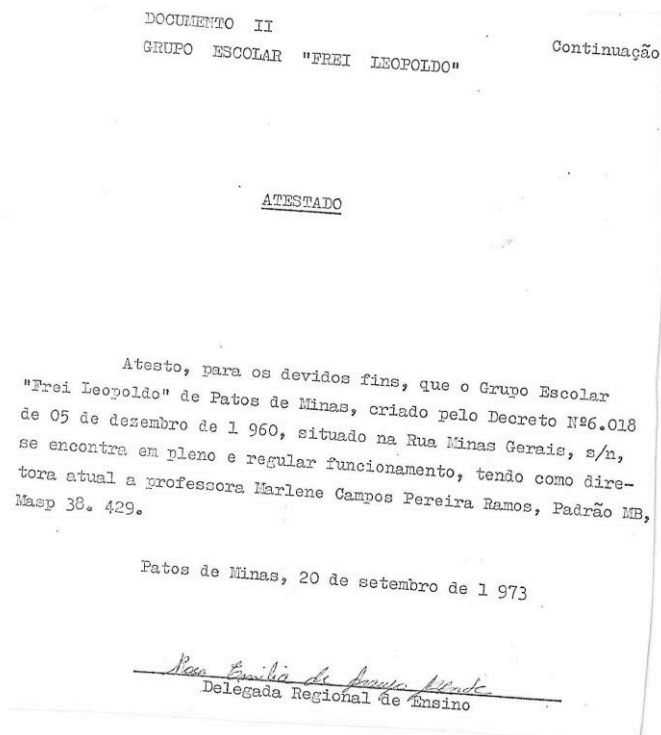 DOCUMENTO II
GRUPO ESCOLAR "FREI LEOPOLDO"
Continuação
ATESTADO
Atesto, para os devidos fins, que o Grupo Escolar
"Frei Leopoldo" de Patos de Minas, criado pelo Decreto Nº6.018
de 05 de dezembro de 1 960, situado na Rua Minas Gerais, s/n,
se encontra em pleno e regular funcionamento, tendo como dire-
tora atual a professora Marlene Campos Pereira Ramos, Padrão MB,
Masp 38. 429.
Patos de Minas, 20 de setembro de 1 973
Emilia de Araujo
Delegada Regional de Ensino